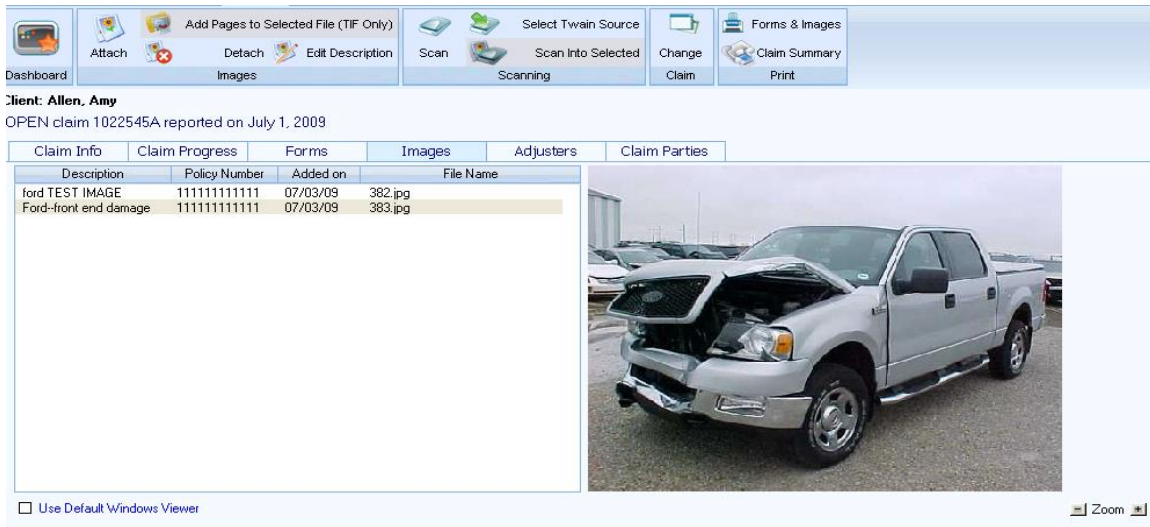 Add Pages to Selected File (TIF Only)
Select Twain Source
Forms & Images
Attach
Detach
Edit Description
Scan
Scan Into Selected
Change
Claim Summary
Dashboard
Images
Scanning
Claim
Print
Client: Allen, Amy
OPEN claim 1022545A reported on July 1, 2009
Claim Info Claim Progress Forms Images Adjusters Claim Parties
Description Policy Number Added on File Name
ford TEST IMAGE 111111111111 07/03/09 382.jpg
Ford--front end damage 111111111111 07/03/09 383.jpg
Use Default Windows Viewer
Zoom